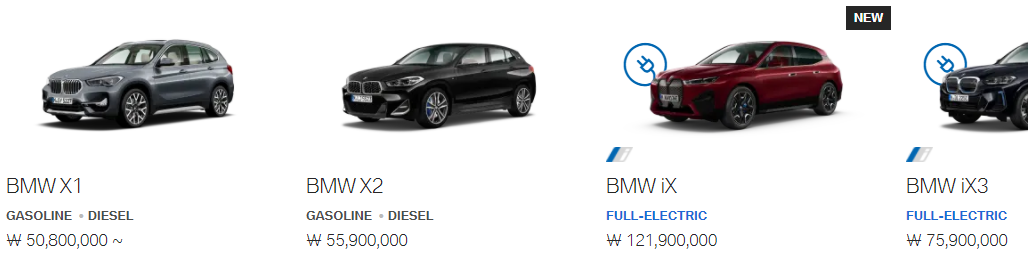 NEW
BMW X1
GASOLINE • DIESEL
₩ 50,800,000 ~
BMW X2
GASOLINE • DIESEL
₩ 55,900,000
BMW iX
FULL-ELECTRIC
₩ 121,900,000
BMW iX3
FULL-ELECTRIC
₩ 75,900,000